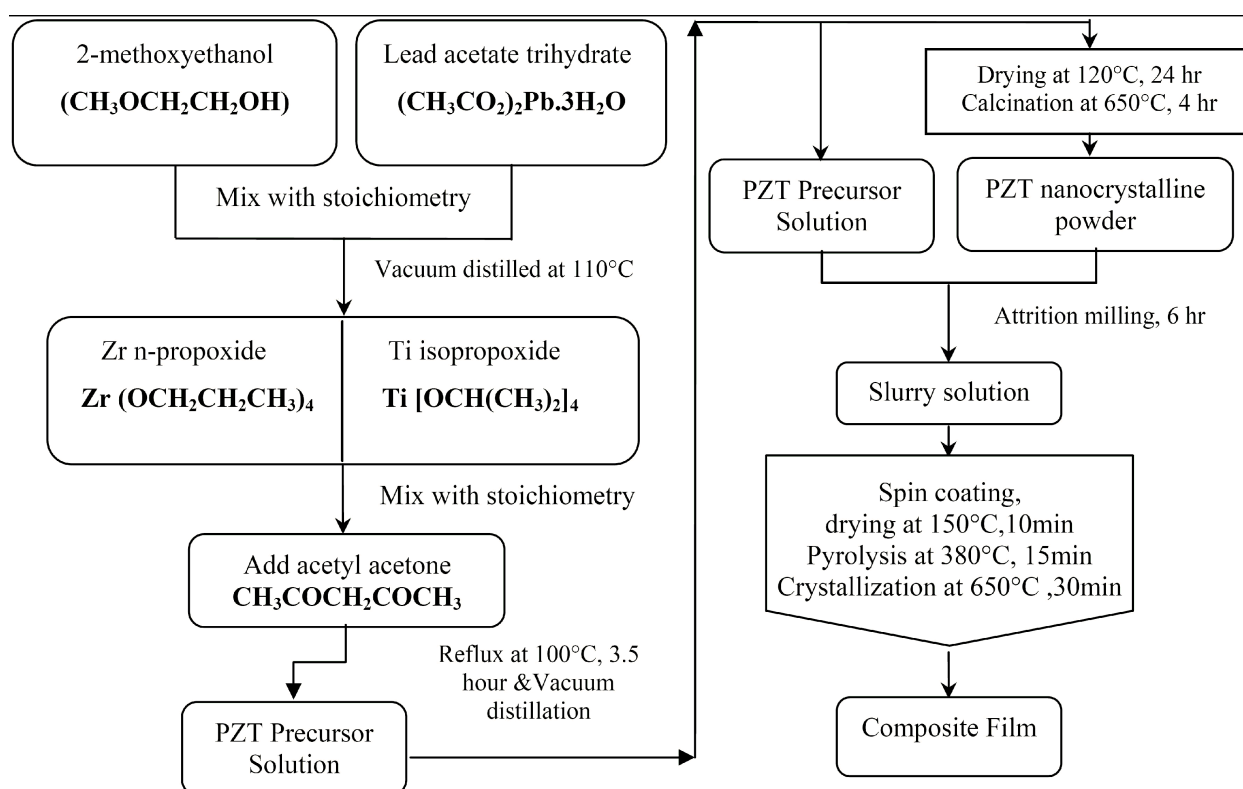 2-methoxyethanol
(CH₃OCH₂CH₂OH)
Lead acetate trihydrate
(CH₃CO₂)₂Pb.3H₂O
Mix with stoichiometry
Vacuum distilled at 110°C
Zr n-propoxide
Zr (OCH₂CH₂CH₃)₄
Ti isopropoxide
Ti [OCH(CH₃)₂]₄
Mix with stoichiometry
Add acetyl acetone
CH₃COCH₂COCH₃
Reflux at 100°C, 3.5
hour &Vacuum
distillation
PZT Precursor
Solution
Drying at 120°C, 24 hr
Calcination at 650°C, 4 hr
PZT Precursor
Solution
PZT nanocrystalline
powder
Attrition milling, 6 hr
Slurry solution
Spin coating,
drying at 150°C,10min
Pyrolysis at 380°C, 15min
Crystallization at 650°C ,30min
Composite Film